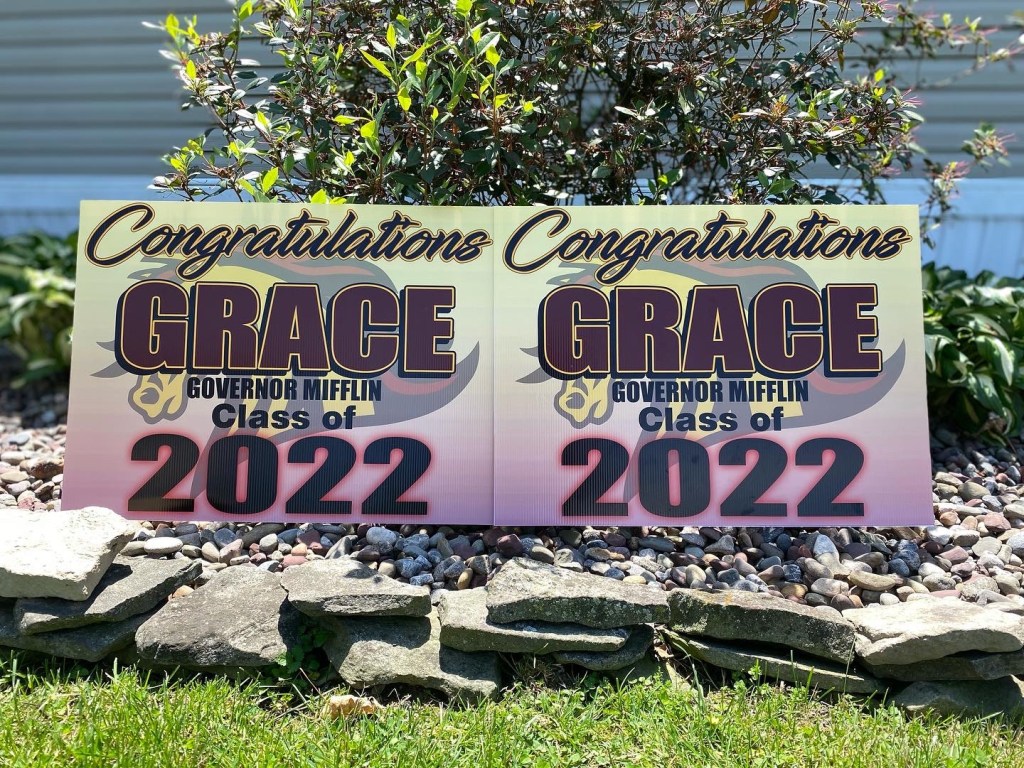 Congratulations
GRACE
GOVERNOR MIFFLIN
Class of
2022
Congratulations
GRACE
GOVERNOR MIFFLIN
Class of
2022